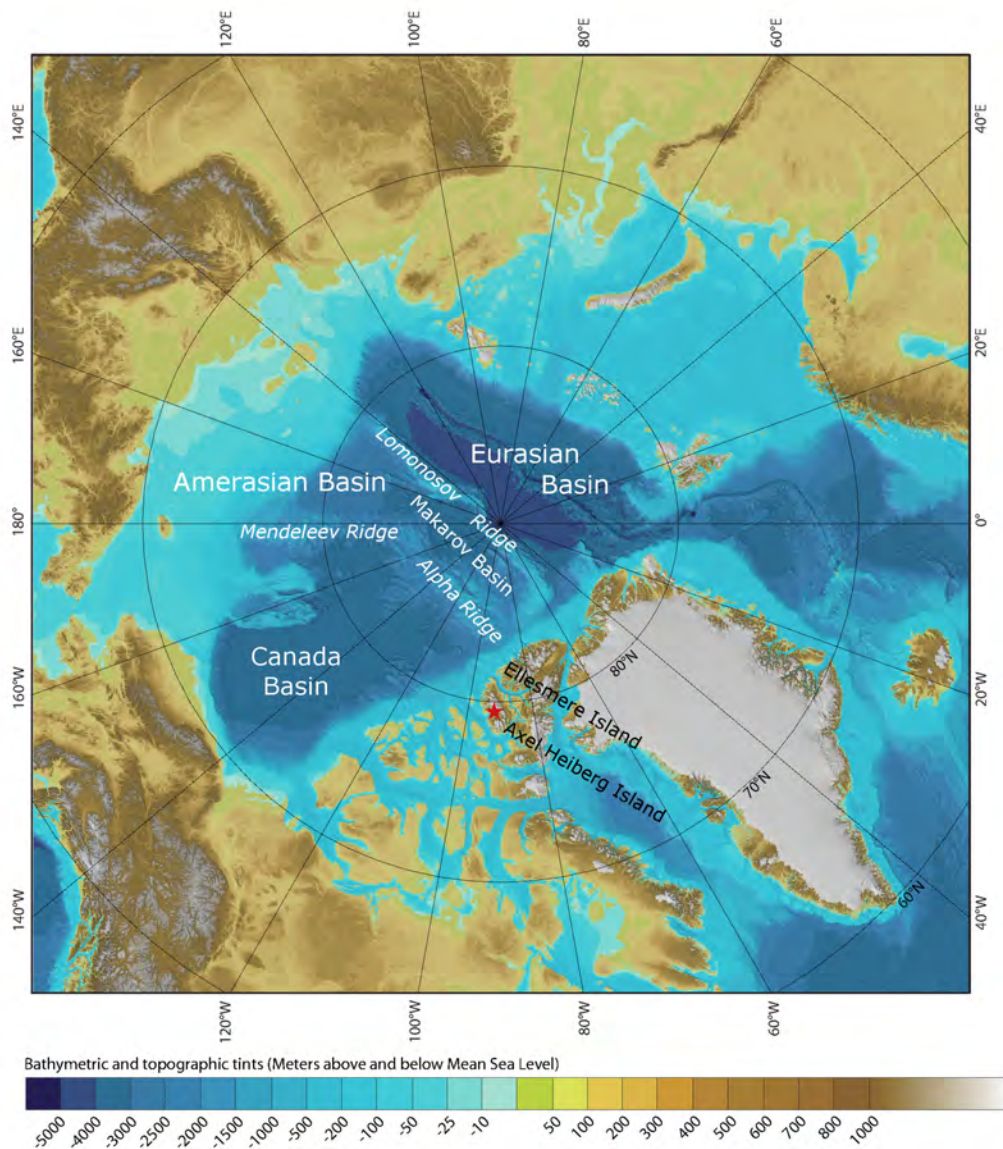 120°E
100°E
80°E
60°E
140°E
40°E
160°E
20°E
Eurasian
Basin
Lomonosov
Ridge
Amerasian Basin
Makarov Basin
180°
Mendeleev Ridge
0°
Alpha Ridge
Canada
Basin
80°N
160°W
Ellesmere Island
20°W
Axel Heiberg Island
70°N
60°N
140°W
40°W
120°W
100°W
80°W
60°W
Bathymetric and topographic tints (Meters above and below Mean Sea Level)
-5000 -4000 -3000 -2500 -1500 -1000 -500 -200 -100 -50 -25 -10 50 100 200 300 400 500 600 700 800 1000